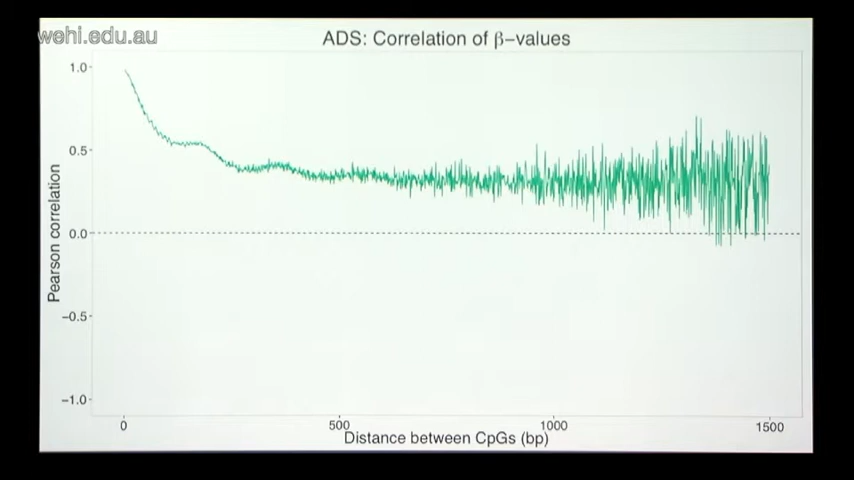 wehi.edu.au
ADS: Correlation of β−values
1.0
0.5
0.0
−0.5
−1.0
Pearson correlation
0
500
1000
1500
Distance between CpGs (bp)